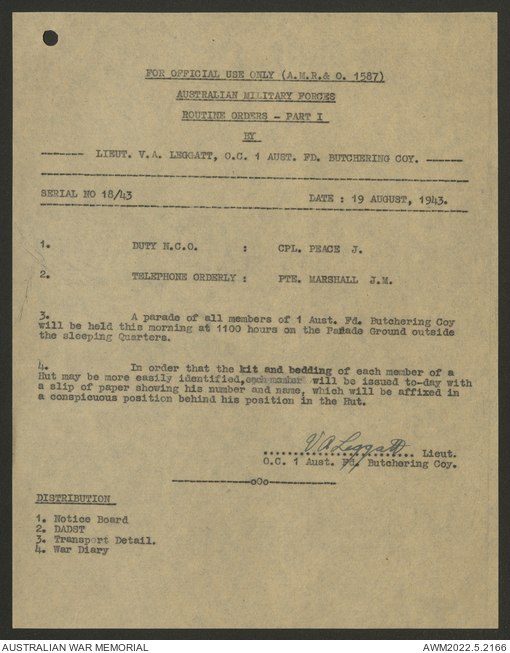 FOR OFFICIAL USE ONLY (A.M.R.& O. 1587)
AUSTRALIAN MILITARY FORCES
ROUTINE ORDERS - PART I
BY
LIEUT. V.A. LEGGATT, O.C. 1 AUST. FD. BUTCHERING COY.
SERIAL NO 18/43 DATE : 19 AUGUST, 1943.
1. DUTY N.C.O. : CPL. PEACE J.
2. TELEPHONE ORDERLY : PTE. MARSHALL J.M.
3. A parade of all members of 1 Aust. Fd. Butchering Coy
will be held this morning at 1100 hours on the Parade Ground outside
the sleeping Quarters.
4. In order that the kit and bedding of each member of a
Hut may be more easily identified, each member will be issued to-day with
a slip of paper showing his number and name, which will be affixed in
a conspicuous position behind his position in the Hut.
V A Leggatt Lieut.
O.C. 1 Aust. Fd. Butchering Coy.
oOo
DISTRIBUTION
1. Notice Board
2. DADST
3. Transport Detail.
4. War Diary
AUSTRALIAN WAR MEMORIAL AWM2022.5.2166